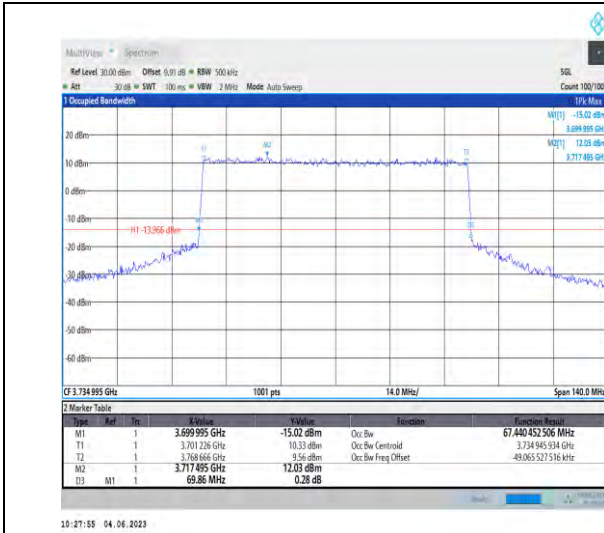 MultiView Spectrum
Ref Level 30.00 dBm Offset 9.91 dB RBW 500 kHz SGL
Att 30 dB SWT 100 ms VBW 2 MHz Mode Auto Sweep Count 100/100
1 Occupied Bandwidth 1Pk Max
M1[1] -15.02 dBm
3.699 995 GHz
M2[1] 12.03 dBm
3.717 495 GHz
20 dBm
10 dBm
0 dBm
-10 dBm
-20 dBm
-30 dBm
-40 dBm
-50 dBm
-60 dBm
T1
M2
T2
M1
D3
H1 -13.966 dBm
CF 3.734 995 GHz 1001 pts 14.0 MHz/ Span 140.0 MHz
2 Marker Table
Type Ref Trc X-Value Y-Value Function Function Result
M1 1 3.699 995 GHz -15.02 dBm Occ Bw 67.440 452 506 MHz
T1 1 3.701 226 GHz 10.33 dBm Occ Bw Centroid 3.734 945 934 GHz
T2 1 3.768 666 GHz 9.56 dBm Occ Bw Freq Offset -49.065 527 516 kHz
M2 1 3.717 495 GHz 12.03 dBm
D3 M1 1 69.86 MHz 0.28 dB
10:27:55 04.06.2023